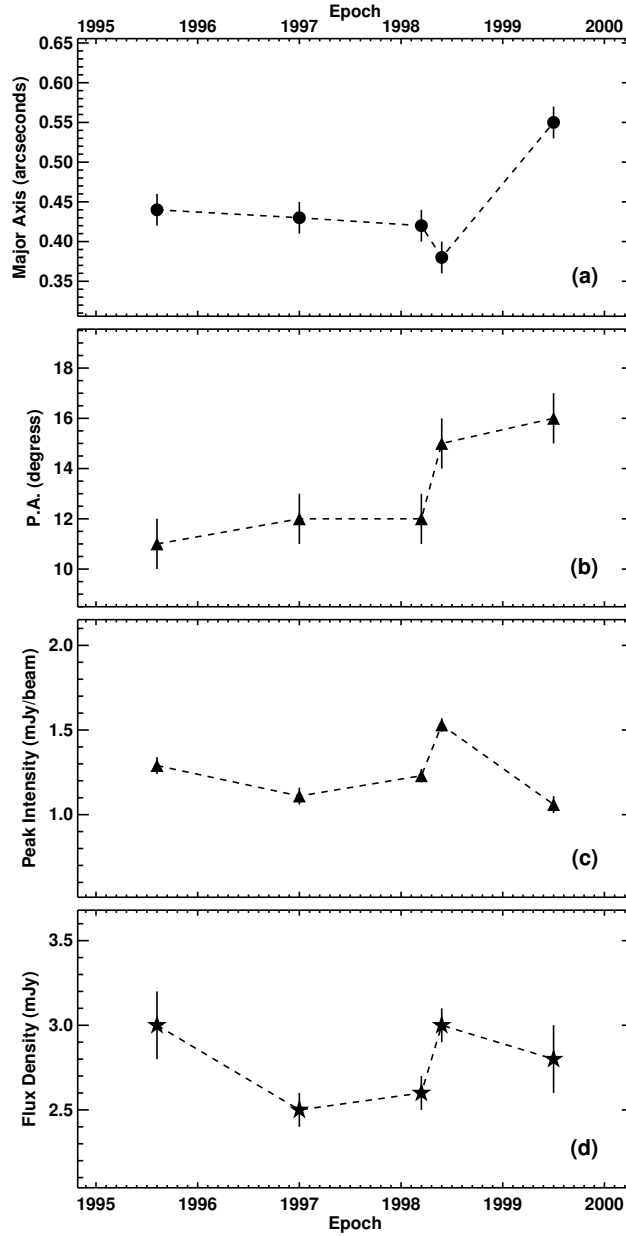 Epoch
1995 1996 1997 1998 1999 2000
0.65
0.60
0.55
0.50
0.45
0.40
0.35
Major Axis (arcseconds)
(a)
18
16
14
12
10
P.A. (degress)
(b)
2.0
1.5
1.0
Peak Intensity (mJy/beam)
(c)
3.5
3.0
2.5
Flux Density (mJy)
(d)
1995 1996 1997 1998 1999 2000
Epoch